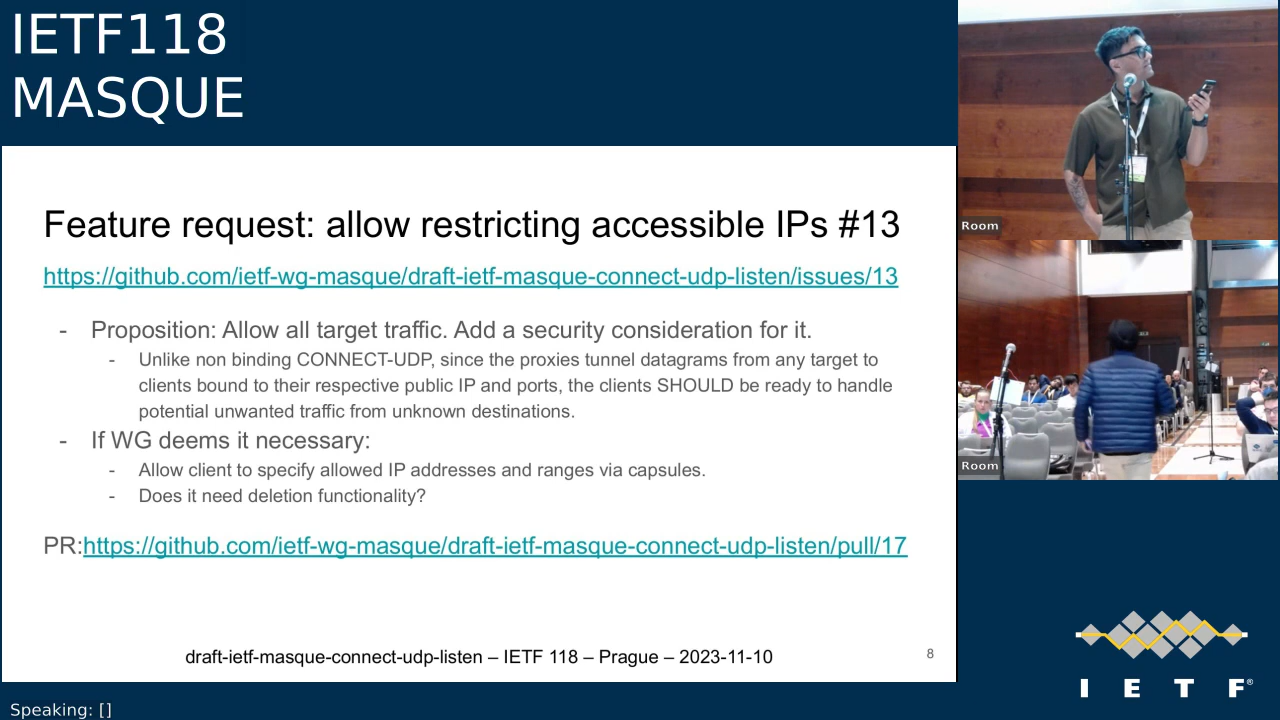 IETF118
MASQUE
Feature request: allow restricting accessible IPs #13
https://github.com/ietf-wg-masque/draft-ietf-masque-connect-udp-listen/issues/13
- Proposition: Allow all target traffic. Add a security consideration for it.
- Unlike non binding CONNECT-UDP, since the proxies tunnel datagrams from any target to
clients bound to their respective public IP and ports, the clients SHOULD be ready to handle
potential unwanted traffic from unknown destinations.
- If WG deems it necessary:
- Allow client to specify allowed IP addresses and ranges via capsules.
- Does it need deletion functionality?
PR:https://github.com/ietf-wg-masque/draft-ietf-masque-connect-udp-listen/pull/17
draft-ietf-masque-connect-udp-listen – IETF 118 – Prague – 2023-11-10
8
Room
Room
I E T F®
Speaking: []